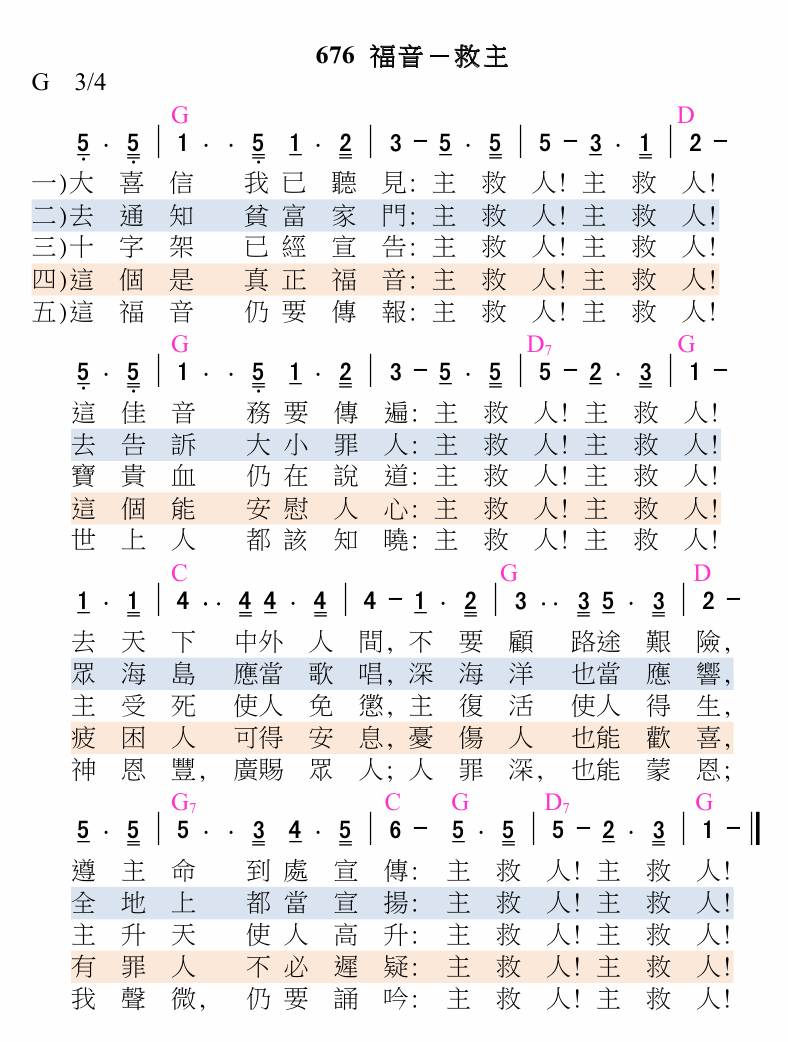 676 福音－救主
G 3/4
G D
5 · 5 | 1 · · 5 1 · 2 | 3 - 5 · 5 | 5 - 3 · 1 | 2 -
一)大喜信 我已聽見：主救人！主救人！
二)去通知 貧富家門：主救人！主救人！
三)十字架 已經宣告：主救人！主救人！
四)這個是 真正福音：主救人！主救人！
五)這福音 仍要傳報：主救人！主救人！
G D7 G
5 · 5 | 1 · · 5 1 · 2 | 3 - 5 · 5 | 5 - 2 · 3 | 1 -
這佳音 務要傳遍：主救人！主救人！
去告訴 大小罪人：主救人！主救人！
寶貴血 仍在說道：主救人！主救人！
這個能 安慰人心：主救人！主救人！
世上人 都該知曉：主救人！主救人！
C G D
1 · 1 | 4 · · 4 4 · 4 | 4 - 1 · 2 | 3 · · 3 5 · 3 | 2 -
去天下 中外人間，不要顧 路途艱險，
眾海島 應當歌唱，深海洋 也當應響，
主受死 使人免懲，主復活 使人得生，
疲困人 可得安息，憂傷人 也能歡喜，
神恩豐，廣賜眾人；人罪深，也能蒙恩；
G7 C G D7 G
5 · 5 | 5 · · 3 4 · 5 | 6 - 5 · 5 | 5 - 2 · 3 | 1 -
遵主命 到處宣傳：主救人！主救人！
全地上 都當宣揚：主救人！主救人！
主升天 使人高升：主救人！主救人！
有罪人 不必遲疑：主救人！主救人！
我聲微，仍要誦吟：主救人！主救人！